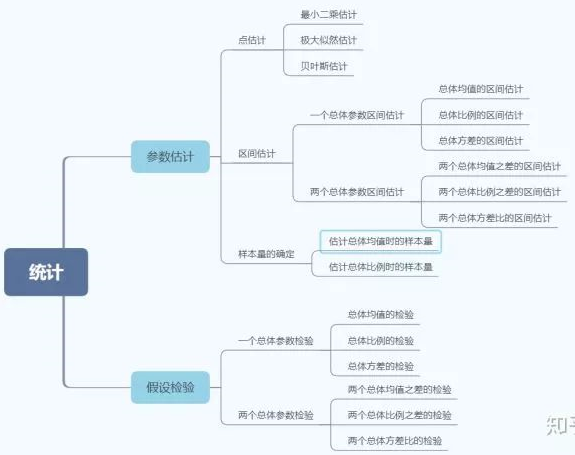 统计
参数估计
点估计
最小二乘估计
极大似然估计
贝叶斯估计
区间估计
一个总体参数区间估计
总体均值的区间估计
总体比例的区间估计
总体方差的区间估计
两个总体参数区间估计
两个总体均值之差的区间估计
两个总体比例之差的区间估计
两个总体方差比的区间估计
样本量的确定
估计总体均值时的样本量
估计总体比例时的样本量
假设检验
一个总体参数检验
总体均值的检验
总体比例的检验
总体方差的检验
两个总体参数检验
两个总体均值之差的检验
两个总体比例之差的检验
两个总体方差比的检验
知